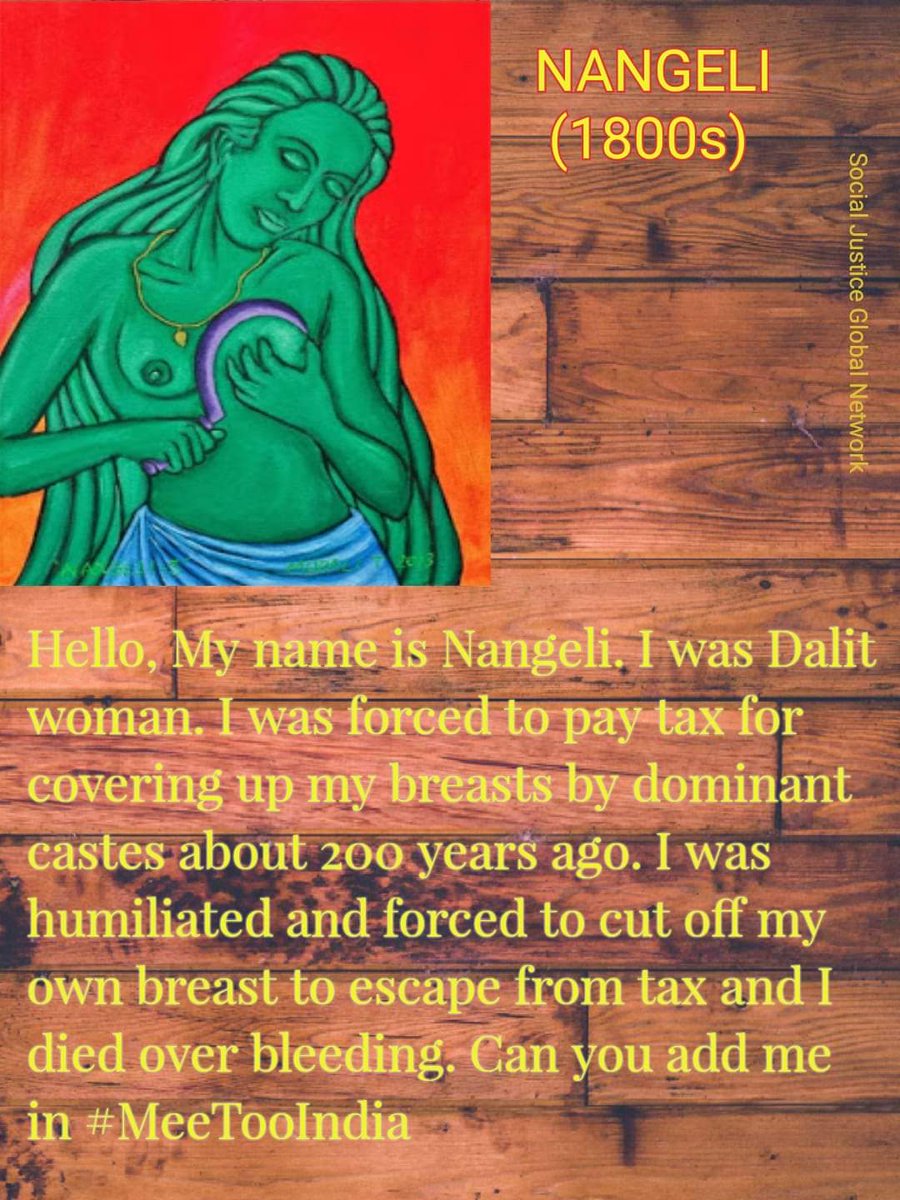 NANGELI
(1800s)
Social Justice Global Network
Hello, My name is Nangeli. I was Dalit
woman. I was forced to pay tax for
covering up my breasts by dominant
castes about 200 years ago. I was
humiliated and forced to cut off my
own breast to escape from tax and I
died over bleeding. Can you add me
in #MeeTooIndia